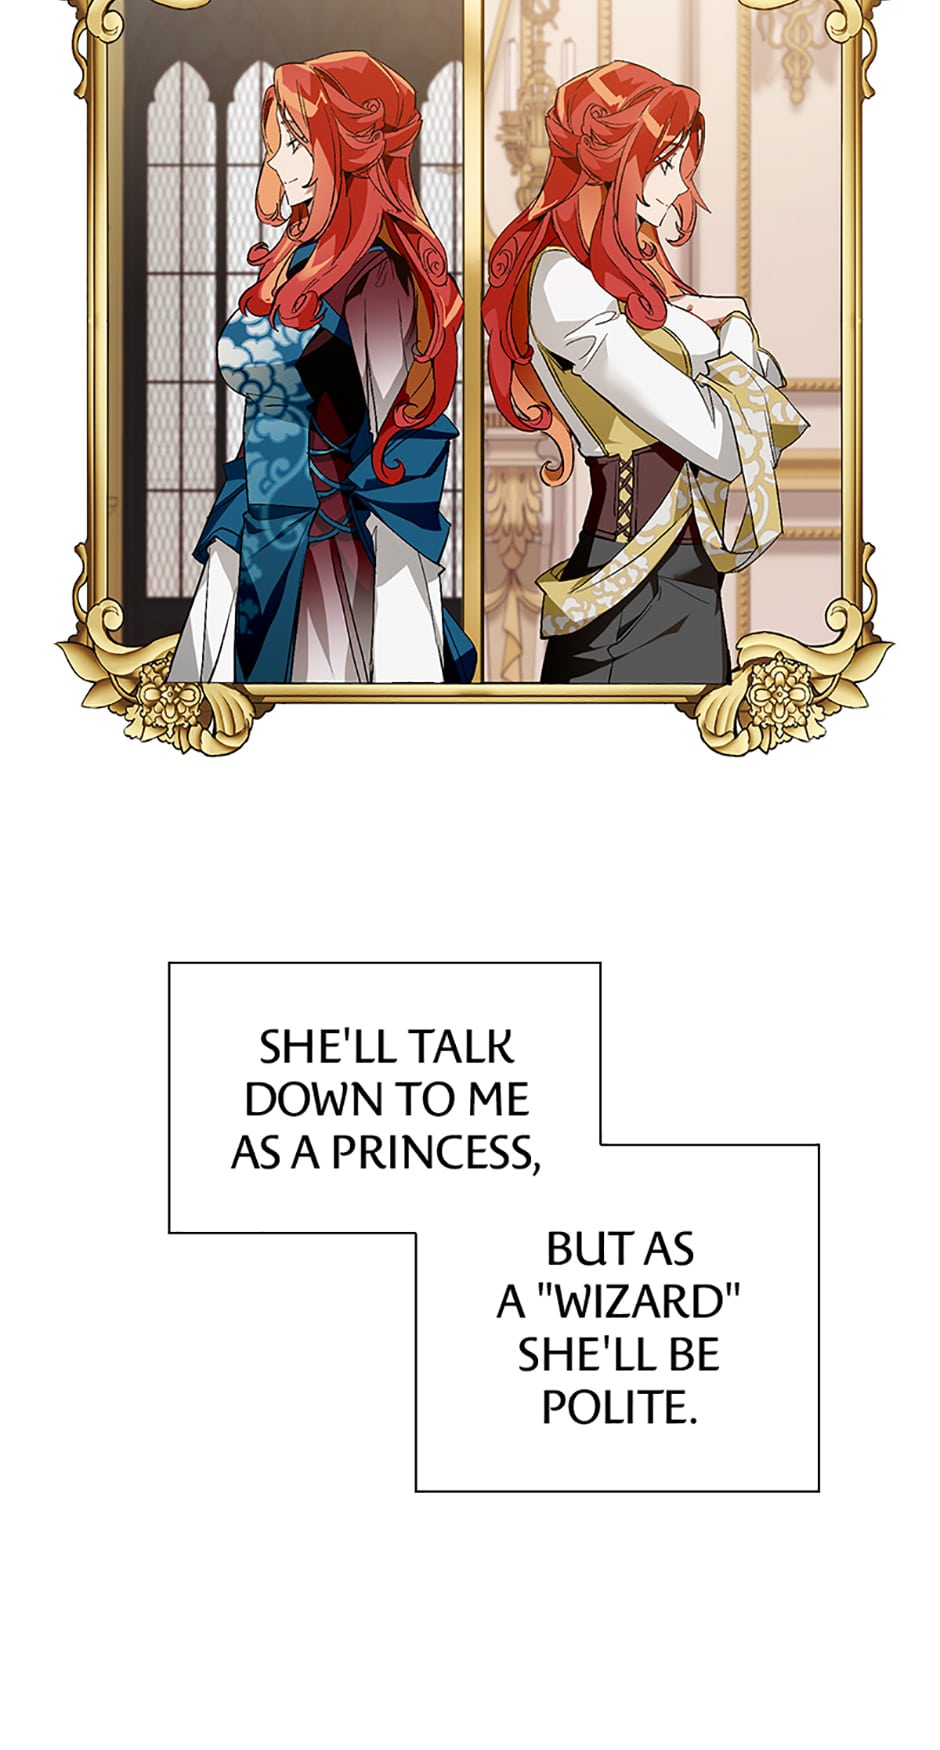 SHE'LL TALK
DOWN TO ME
AS A PRINCESS,
BUT AS
A "WIZARD"
SHE'LL BE
POLITE.